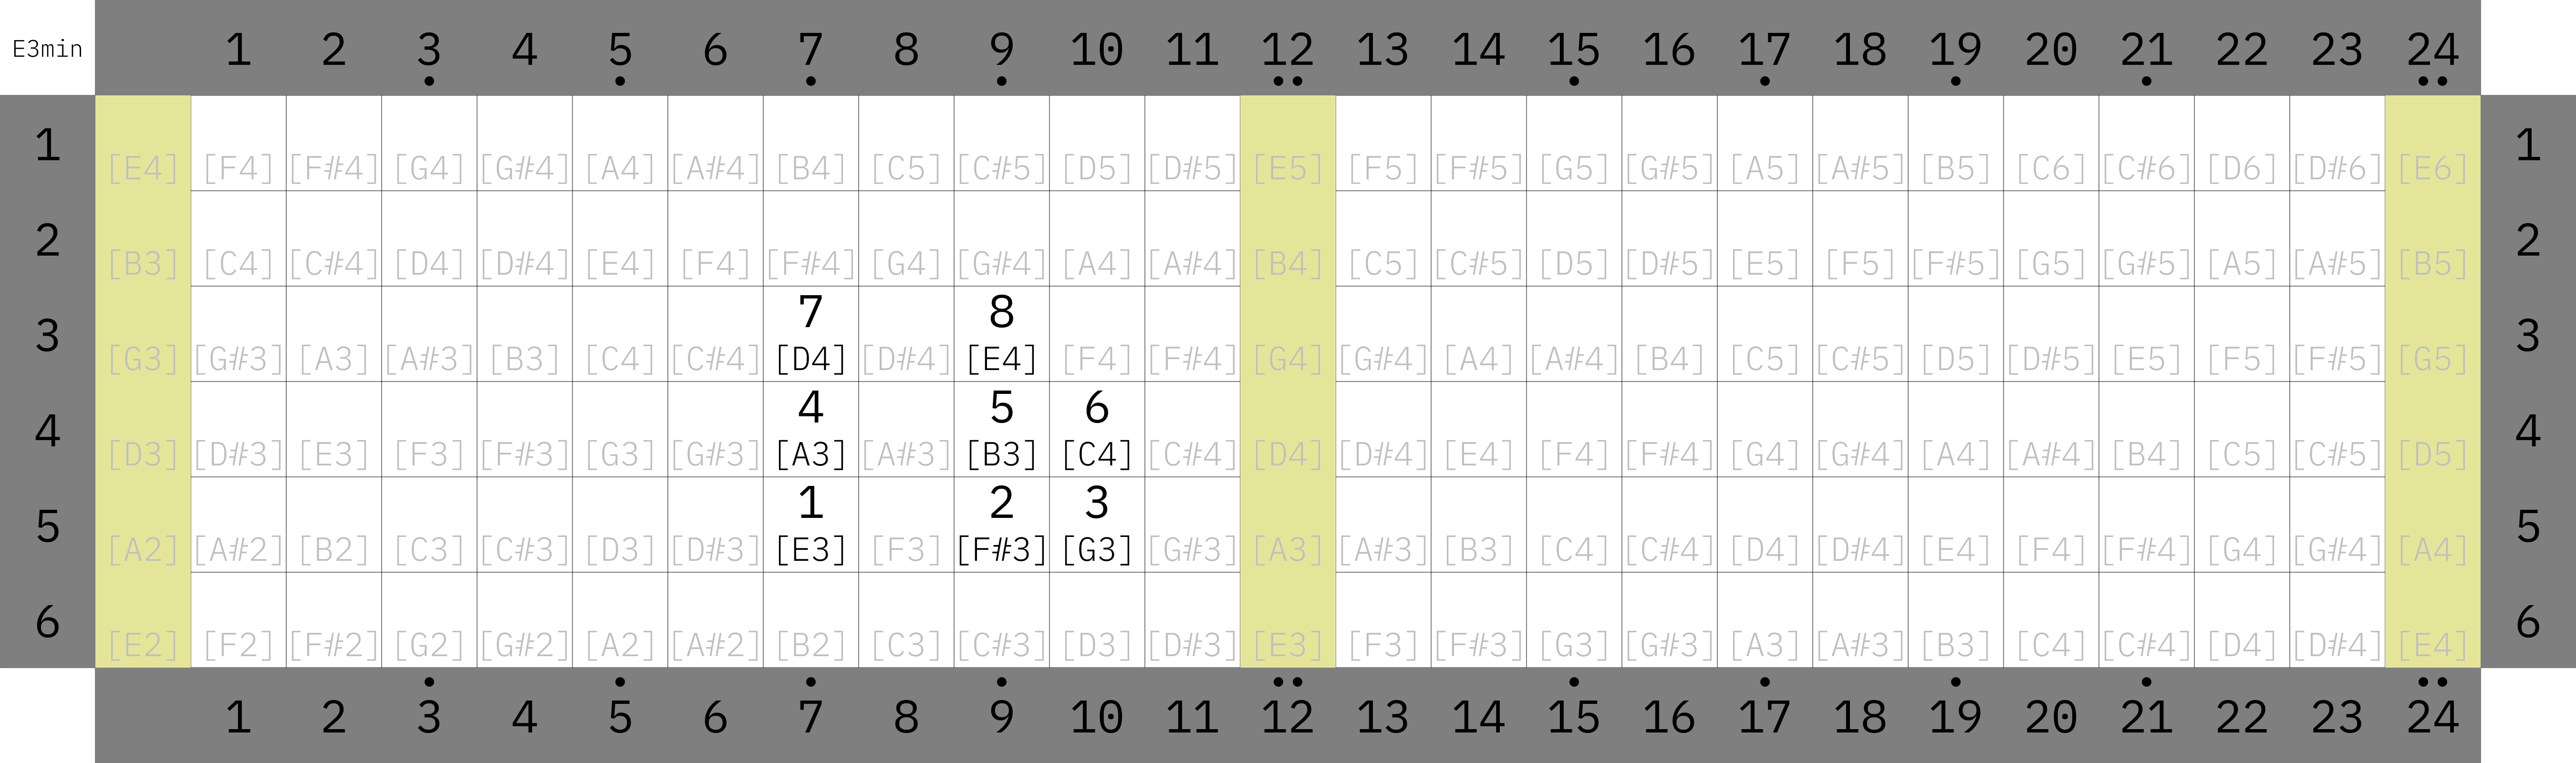 E3min 1 2 3 4 5 6 7 8 9 10 11 12 13 14 15 16 17 18 19 20 21 22 23 24
1 [E4] [F4] [F#4] [G4] [G#4] [A4] [A#4] [B4] [C5] [C#5] [D5] [D#5] [E5] [F5] [F#5] [G5] [G#5] [A5] [A#5] [B5] [C6] [C#6] [D6] [D#6] [E6] 1
2 [B3] [C4] [C#4] [D4] [D#4] [E4] [F4] [F#4] [G4] [G#4] [A4] [A#4] [B4] [C5] [C#5] [D5] [D#5] [E5] [F5] [F#5] [G5] [G#5] [A5] [A#5] [B5] 2
7 8
3 [G3] [G#3] [A3] [A#3] [B3] [C4] [C#4] [D4] [D#4] [E4] [F4] [F#4] [G4] [G#4] [A4] [A#4] [B4] [C5] [C#5] [D5] [D#5] [E5] [F5] [F#5] [G5] 3
4 5 6
4 [D3] [D#3] [E3] [F3] [F#3] [G3] [G#3] [A3] [A#3] [B3] [C4] [C#4] [D4] [D#4] [E4] [F4] [F#4] [G4] [G#4] [A4] [A#4] [B4] [C5] [C#5] [D5] 4
1 2 3
5 [A2] [A#2] [B2] [C3] [C#3] [D3] [D#3] [E3] [F3] [F#3] [G3] [G#3] [A3] [A#3] [B3] [C4] [C#4] [D4] [D#4] [E4] [F4] [F#4] [G4] [G#4] [A4] 5
6 [E2] [F2] [F#2] [G2] [G#2] [A2] [A#2] [B2] [C3] [C#3] [D3] [D#3] [E3] [F3] [F#3] [G3] [G#3] [A3] [A#3] [B3] [C4] [C#4] [D4] [D#4] [E4] 6
1 2 3 4 5 6 7 8 9 10 11 12 13 14 15 16 17 18 19 20 21 22 23 24